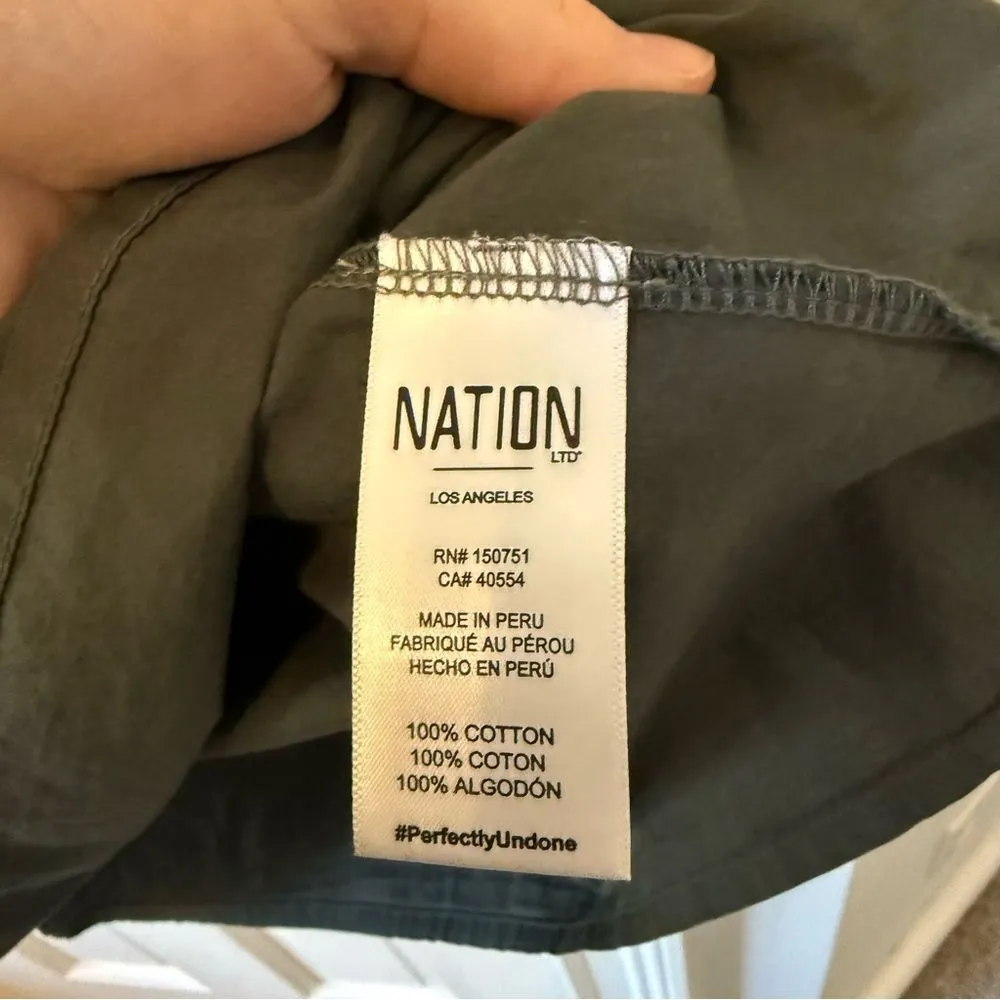 NATION
LTD
LOS ANGELES
RN# 150751
CA# 40554
MADE IN PERU
FABRIQUÉ AU PÉROU
HECHO EN PERÚ
100% COTTON
100% COTON
100% ALGODÓN
#PerfectlyUndone